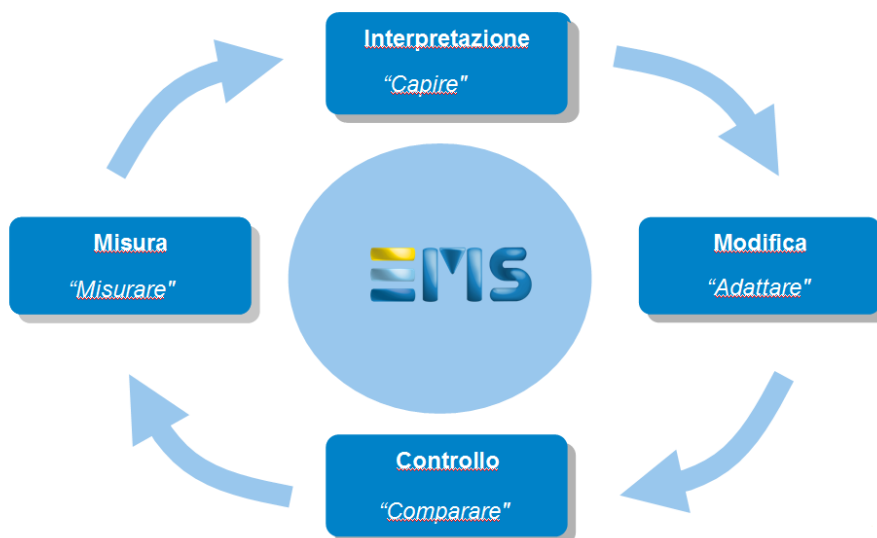 Interpretazione
“Capire"
Misura
“Misurare"
EMS
Modifica
“Adattare"
Controllo
“Comparare"